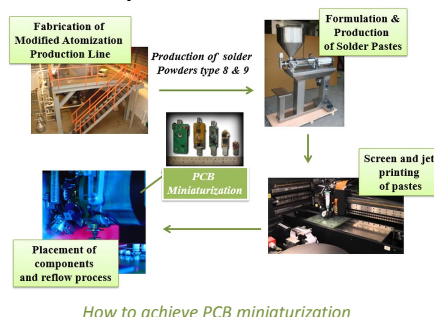 Fabrication of
Modified Atomization
Production Line
Production of solder
Powders type 8 & 9
Formulation &
Production
of Solder Pastes
Screen and jet
printing
of pastes
PCB
Miniaturization
Placement of
components
and reflow process
How to achieve PCB miniaturization